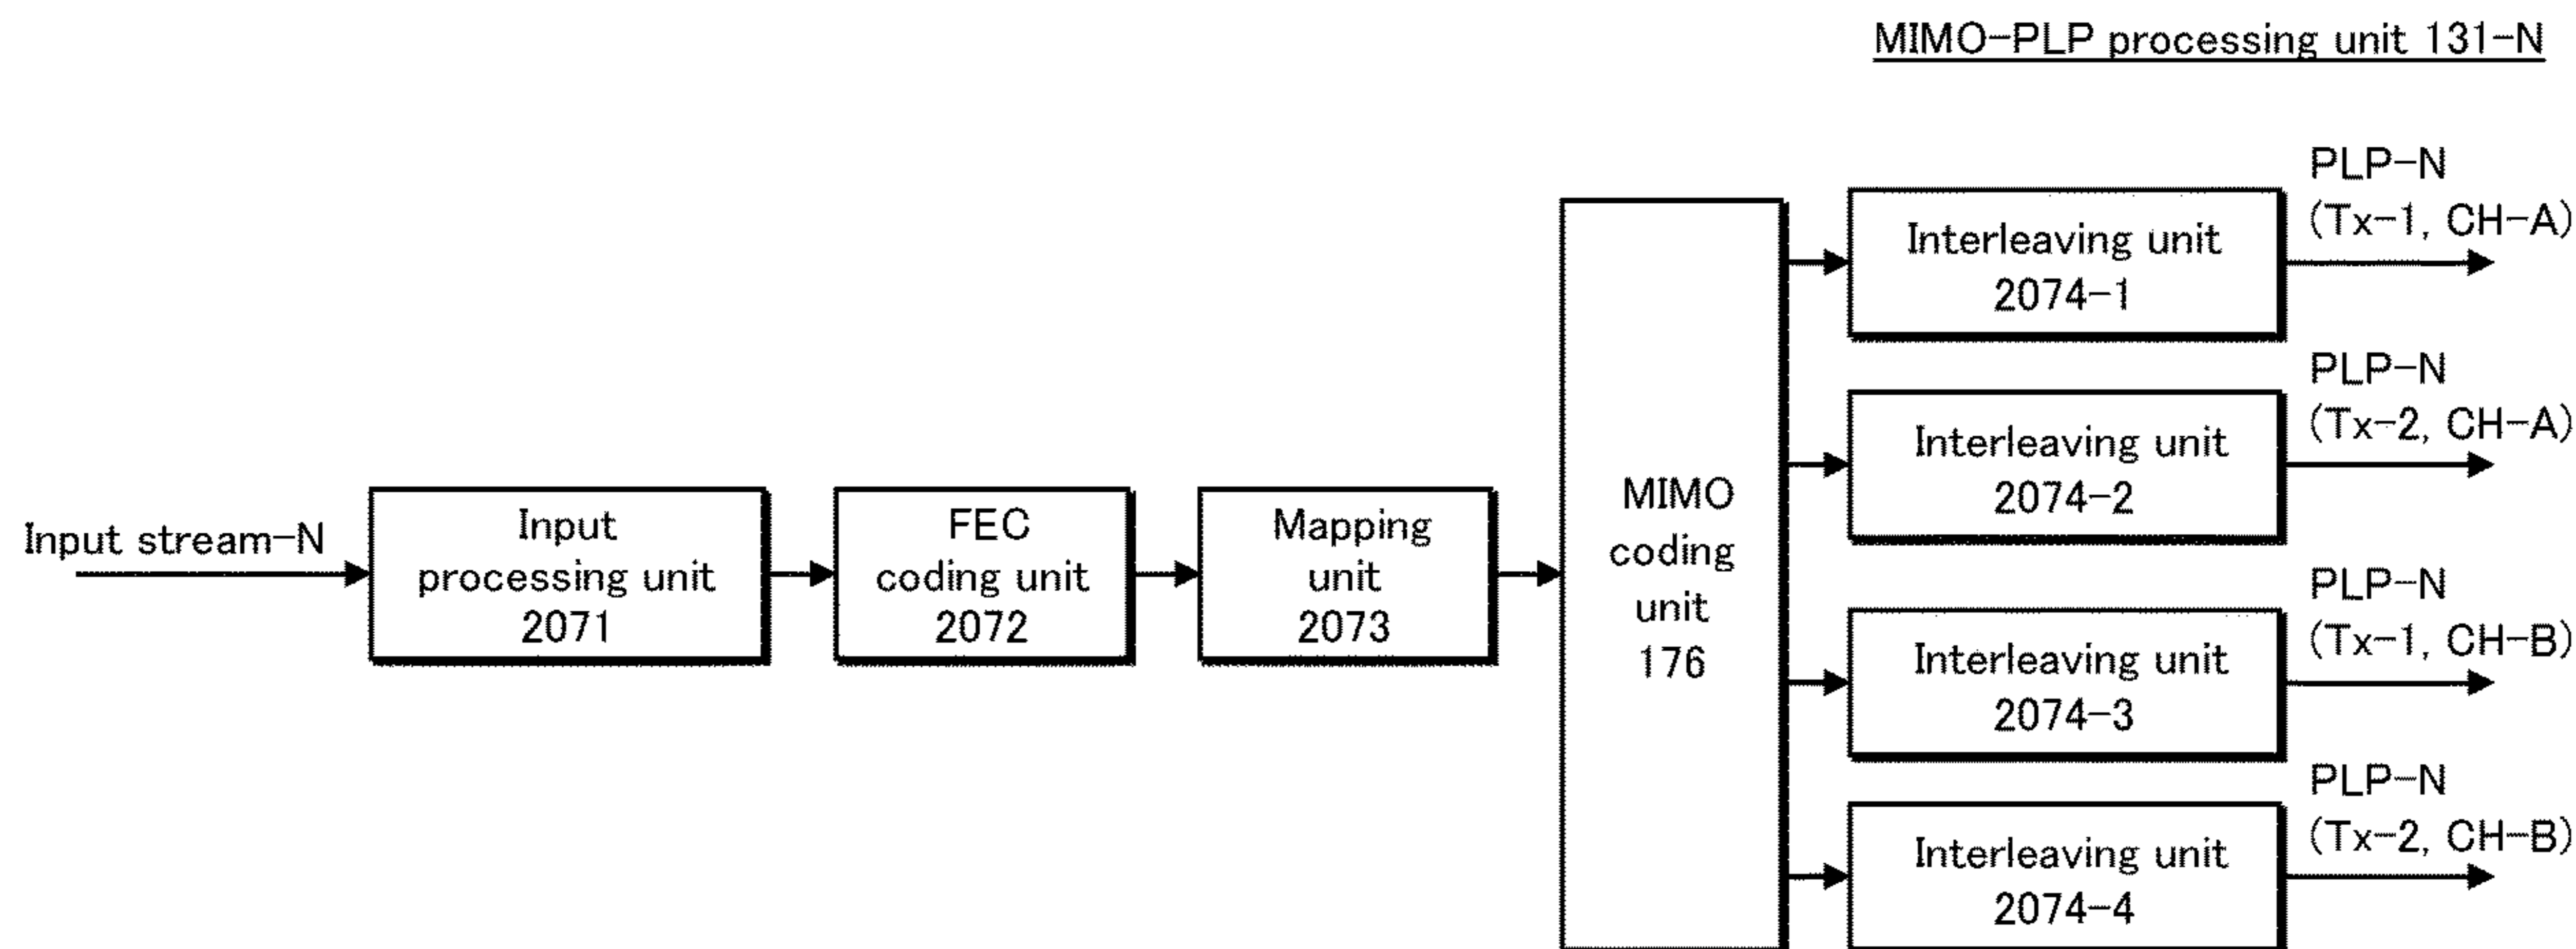 MIMO-PLP processing unit 131-N
Input stream-N
Input
processing unit
2071
FEC
coding unit
2072
Mapping
unit
2073
MIMO
coding
unit
176
Interleaving unit
2074-1
PLP-N
(Tx-1, CH-A)
Interleaving unit
2074-2
PLP-N
(Tx-2, CH-A)
Interleaving unit
2074-3
PLP-N
(Tx-1, CH-B)
Interleaving unit
2074-4
PLP-N
(Tx-2, CH-B)